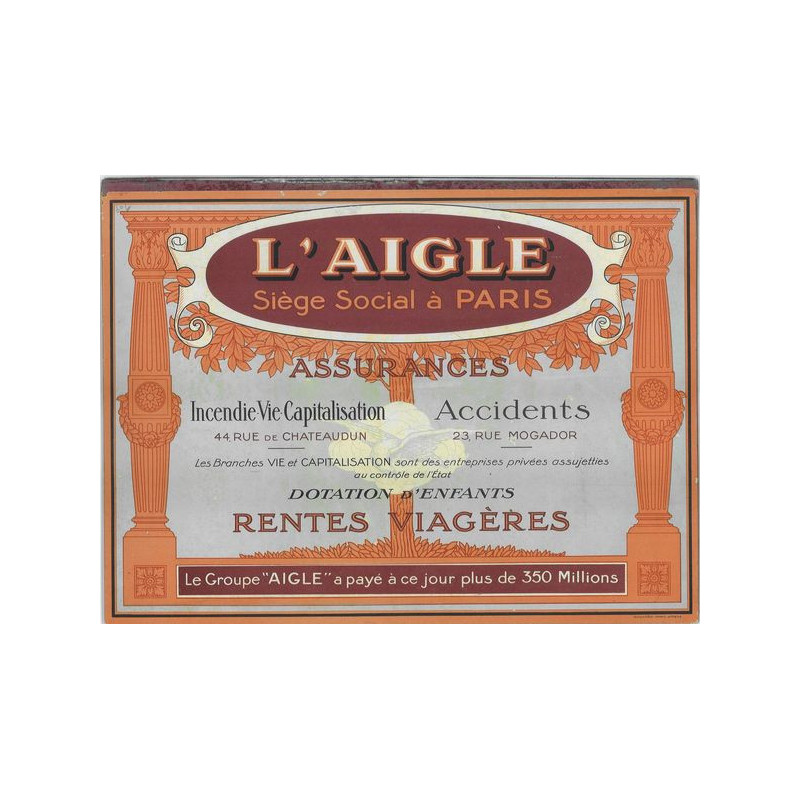 L'AIGLE
Siège Social à PARIS
ASSURANCES
Incendie-Vie-Capitalisation
44, RUE DE CHATEAUDUN
Accidents
23, RUE MOGADOR
Les Branches VIE et CAPITALISATION sont des entreprises privées assujetties
au contrôle de l'État
DOTATION D'ENFANTS
RENTES VIAGÈRES
Le Groupe "AIGLE" a payé à ce jour plus de 350 Millions